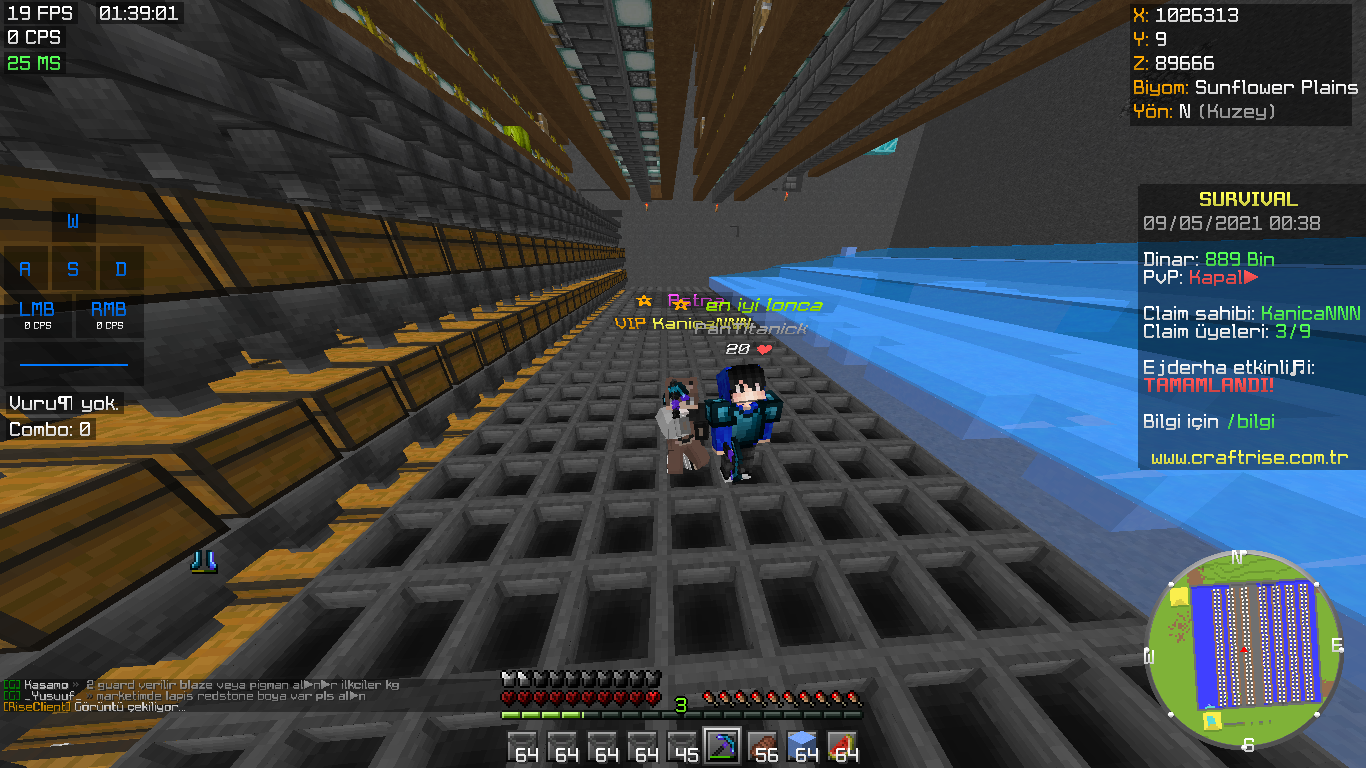 19 FPS 01:39:01
0 CPS
25 MS
X: 1026313
Y: 9
Z: 89666
Biyom: Sunflower Plains
Yön: N (Kuzey)
SURVIVAL
09/05/2021 00:38
Dinar: 889 Bin
PvP: Kapal►
Claim sahibi: KanicaNNN
Claim üyeleri: 3/9
Ejderha etkinli♫i:
TAMAMLANDI!
Bilgi için /bilgi
www.craftrise.com.tr
W
A S D
LMB RMB
0 CPS 0 CPS
Vuru¶ yok.
Combo: 0
en iyi lonca
VIP KanicaNNN
20 ❤
N
W E
S
[G] Kasamo » 2 guard verilir blaze veya pigman al►n►r ilkciler kg
[G] _Yusuuf_ » marketimde lapis redstone boya var pls al►n
[RiseClient] Görüntü çekiliyor...
3
64 64 64 64 45 56 64 64